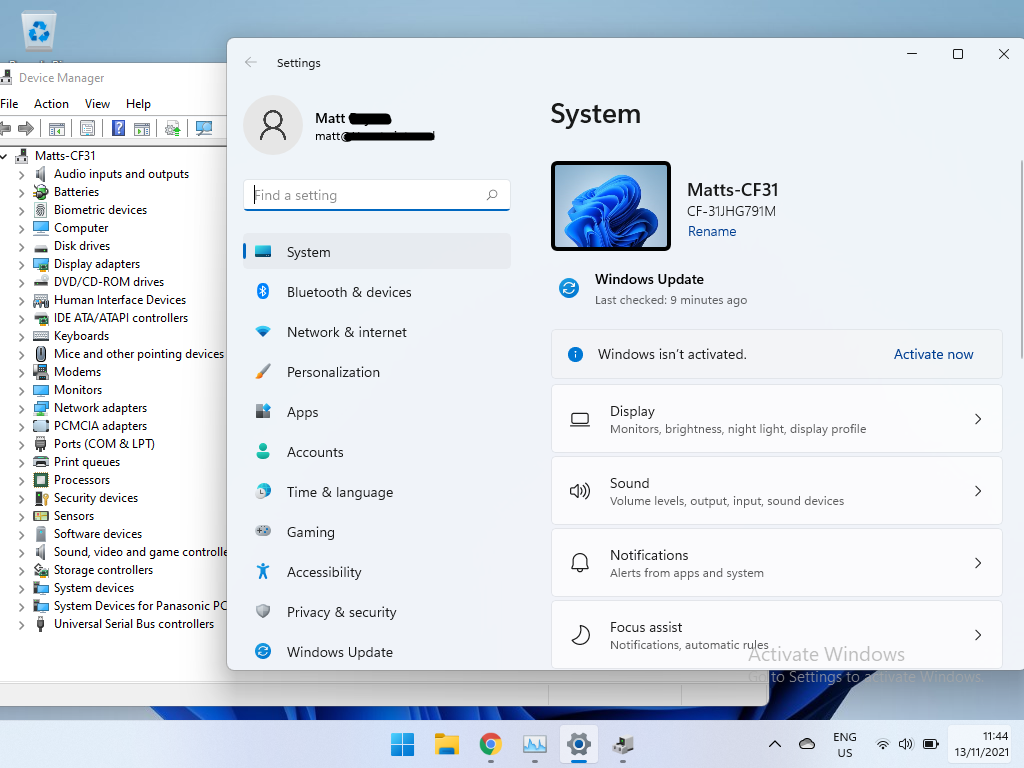 Device Manager
File Action View Help
Matts-CF31
Audio inputs and outputs
Batteries
Biometric devices
Computer
Disk drives
Display adapters
DVD/CD-ROM drives
Human Interface Devices
IDE ATA/ATAPI controllers
Keyboards
Mice and other pointing devices
Modems
Monitors
Network adapters
PCMCIA adapters
Ports (COM & LPT)
Print queues
Processors
Security devices
Sensors
Software devices
Sound, video and game controlle
Storage controllers
System devices
System Devices for Panasonic PC
Universal Serial Bus controllers
Settings
Matt
matt@
Find a setting
System
Bluetooth & devices
Network & internet
Personalization
Apps
Accounts
Time & language
Gaming
Accessibility
Privacy & security
Windows Update
System
Matts-CF31
CF-31JHG791M
Rename
Windows Update
Last checked: 9 minutes ago
Windows isn't activated. Activate now
Display
Monitors, brightness, night light, display profile
Sound
Volume levels, output, input, sound devices
Notifications
Alerts from apps and system
Focus assist
Notifications, automatic rules
Activate Windows
Go to Settings to activate Windows.
ENG
US
11:44
13/11/2021